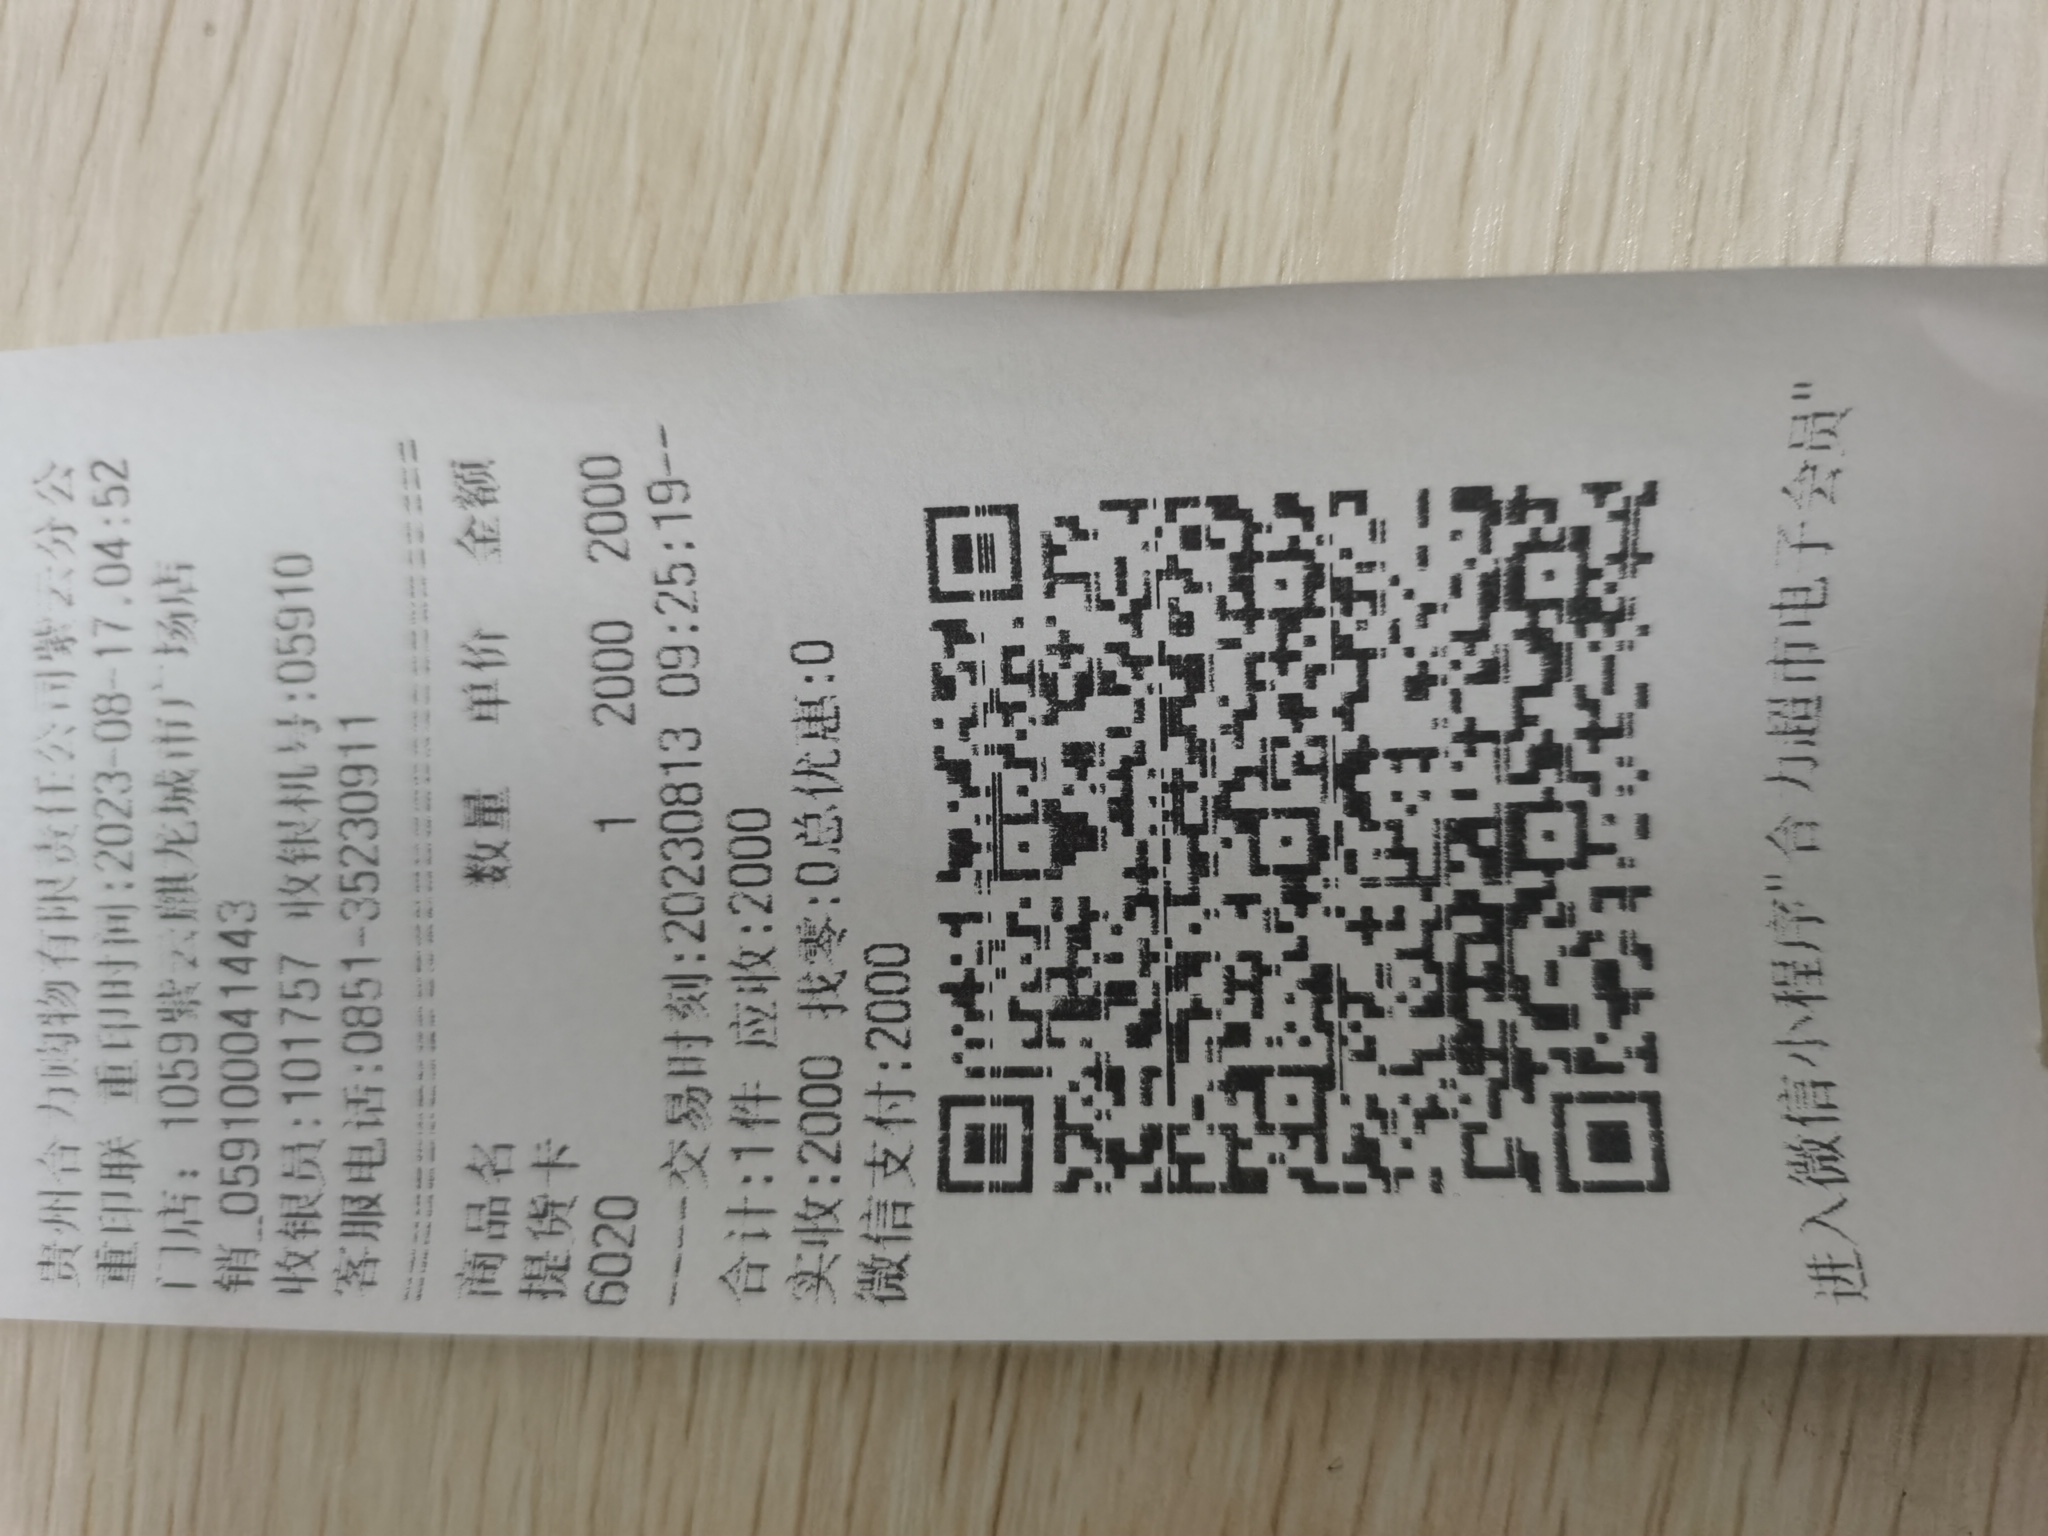 贵州合力购物有限责任公司紫云分公
重印联 重印时间:2023-08-17.04:52
门店: 1059紫云麒龙城市广场店
销_0591000041443
收银员:101757 收银机号:05910
客服电话:0851-35230911
================================
商品名 数量 单价 金额
提货卡
6020 1 2000 2000
----交易时刻:20230813 09:25:19--
合计:1件 应收:2000
实收:2000 找零:0总优惠:0
微信支付:2000
进入微信小程序"合力超市电子会员"